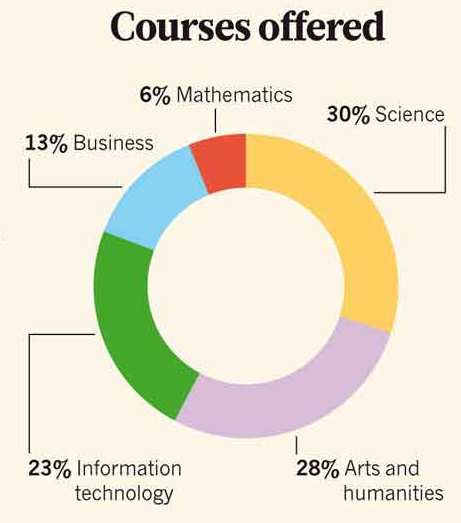 Courses offered
6% Mathematics
30% Science
13% Business
23% Information
technology
28% Arts and
humanities